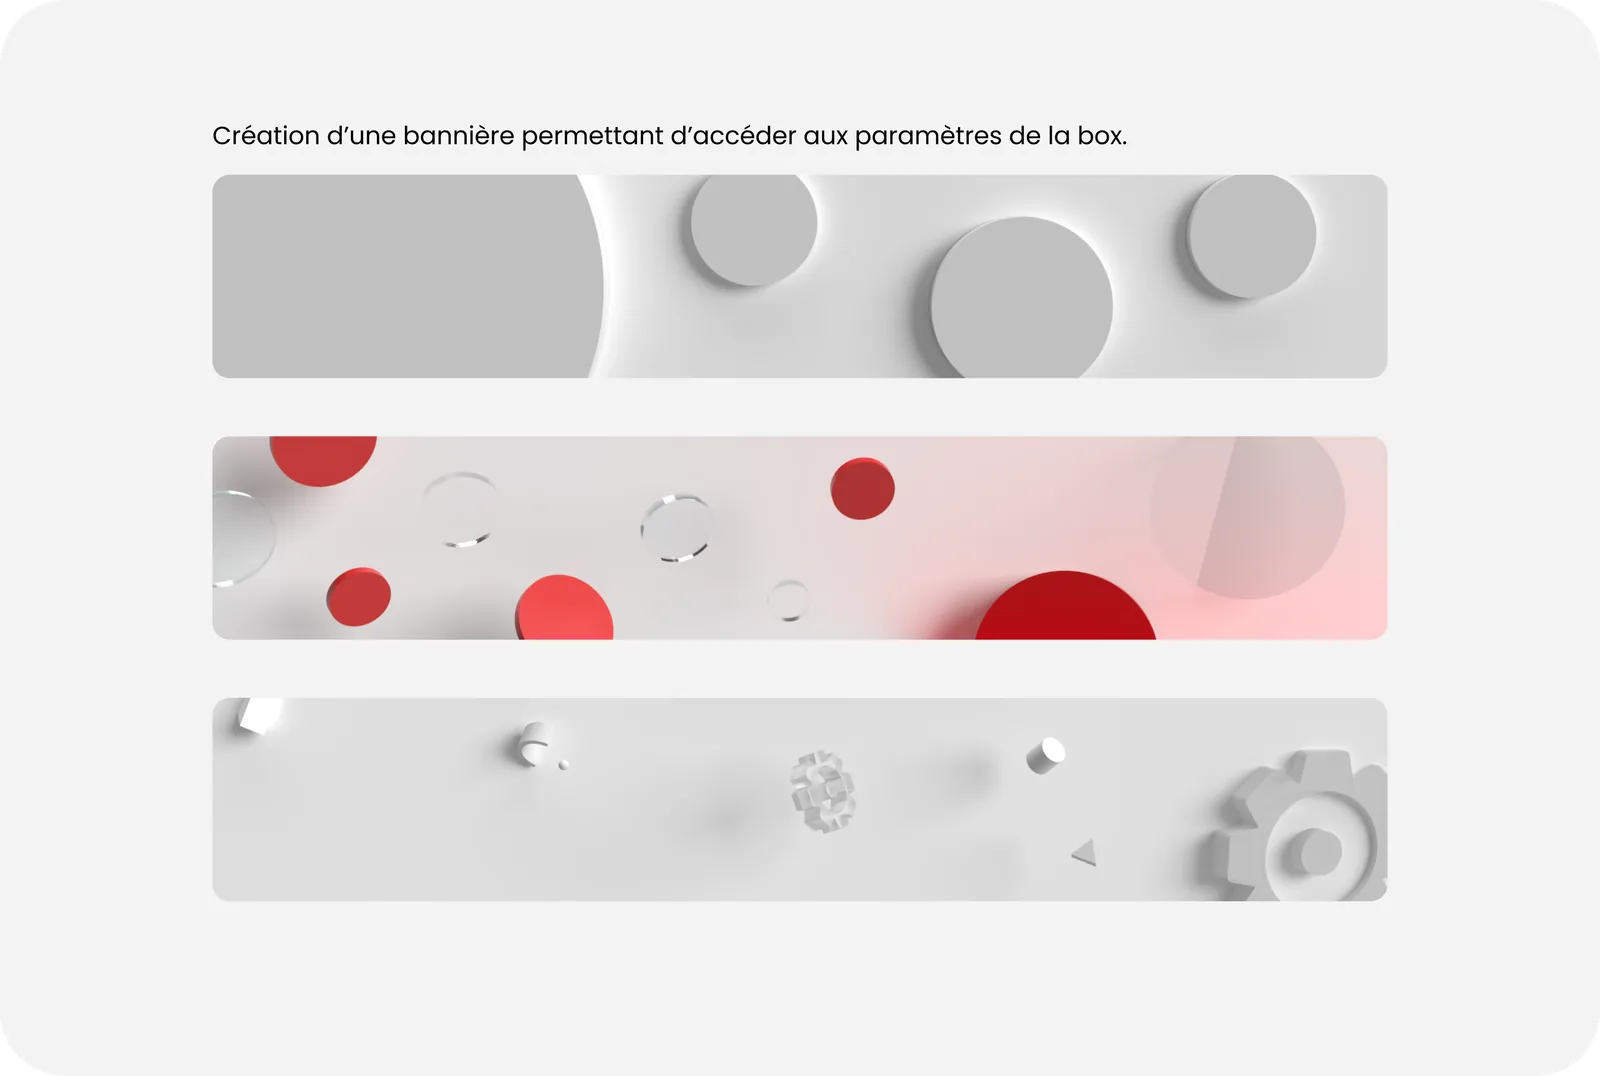 Création d’une bannière permettant d’accéder aux paramètres de la box.